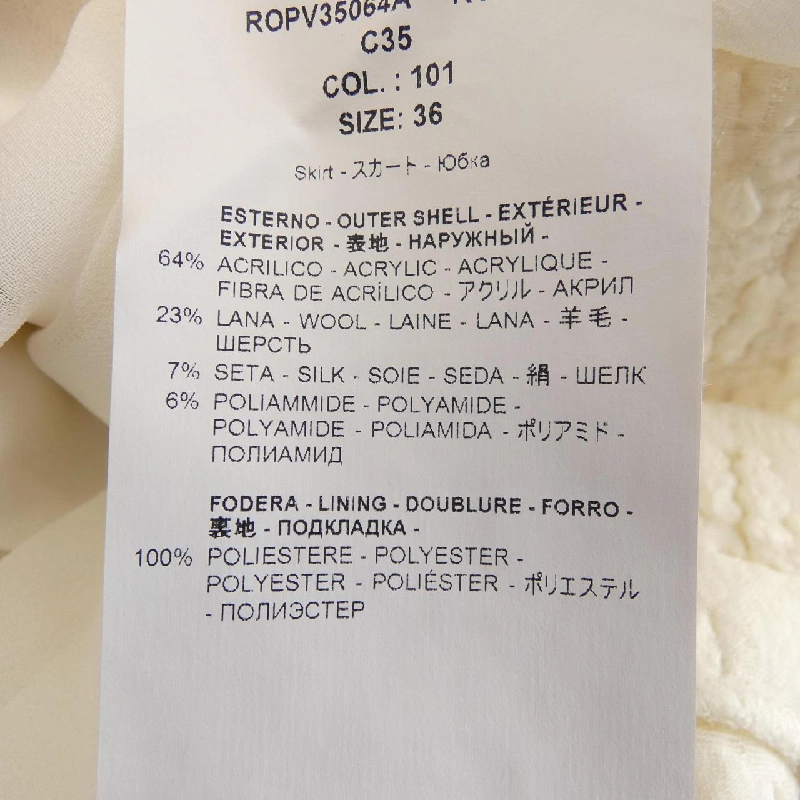 ROPV35064A
C35
COL. : 101
SIZE: 36
Skirt - スカート - Юбка
ESTERNO - OUTER SHELL - EXTÉRIEUR -
EXTERIOR - 表地 - НАРУЖНЫЙ -
64% ACRILICO - ACRYLIC - ACRYLIQUE -
FIBRA DE ACRÍLICO - アクリル - АКРИЛ
23% LANA - WOOL - LAINE - LANA - 羊毛 -
ШЕРСТЬ
7% SETA - SILK - SOIE - SEDA - 絹 - ШЕЛК
6% POLIAMMIDE - POLYAMIDE -
POLYAMIDE - POLIAMIDA - ポリアミド -
ПОЛИАМИД
FODERA - LINING - DOUBLURE - FORRO -
裏地 - ПОДКЛАДКА -
100% POLIESTERE - POLYESTER -
POLYESTER - POLIÉSTER - ポリエステル
- ПОЛИЭСТЕР